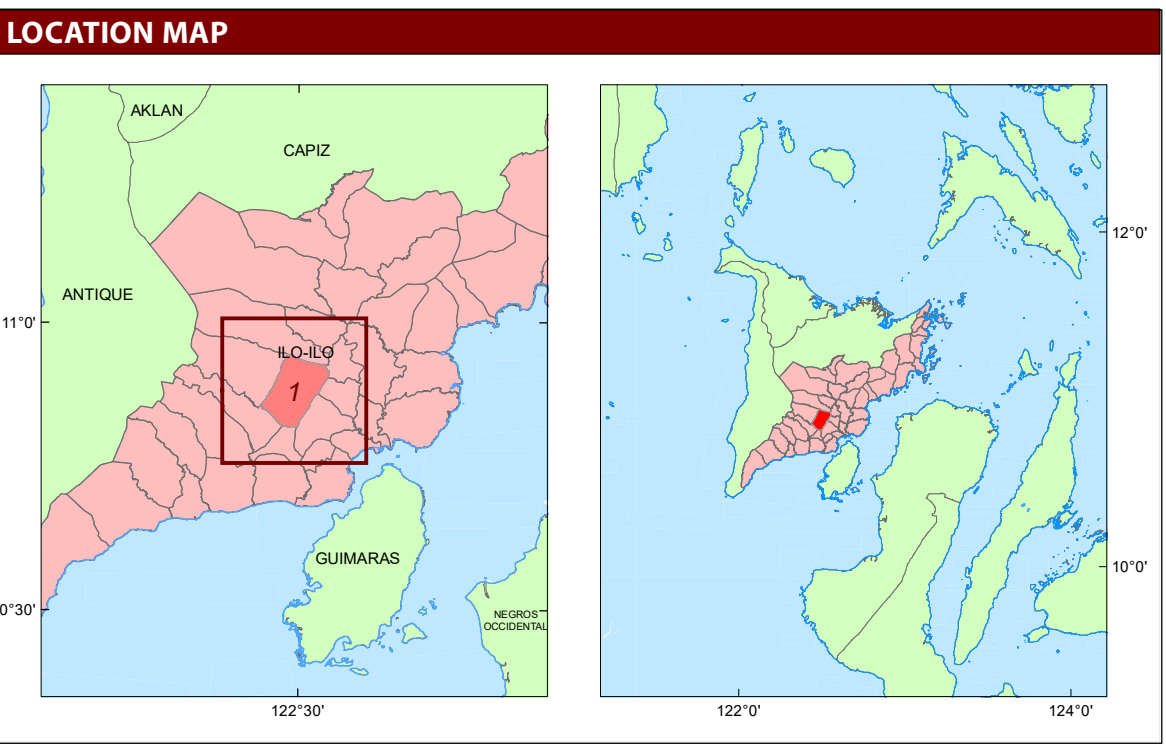 LOCATION MAP
AKLAN
CAPIZ
ANTIQUE
11°0'
ILO-ILO
1
GUIMARAS
0°30'
NEGROS
OCCIDENTAL
122°30'
12°0'
10°0'
122°0'
124°0'